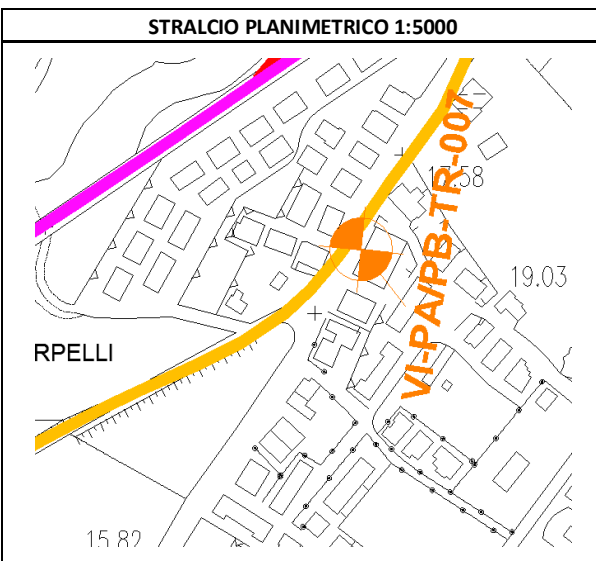 STRALCIO PLANIMETRICO 1:5000
17.58
VI-PA/PB-TR-007
19.03
RPELLI
15.82